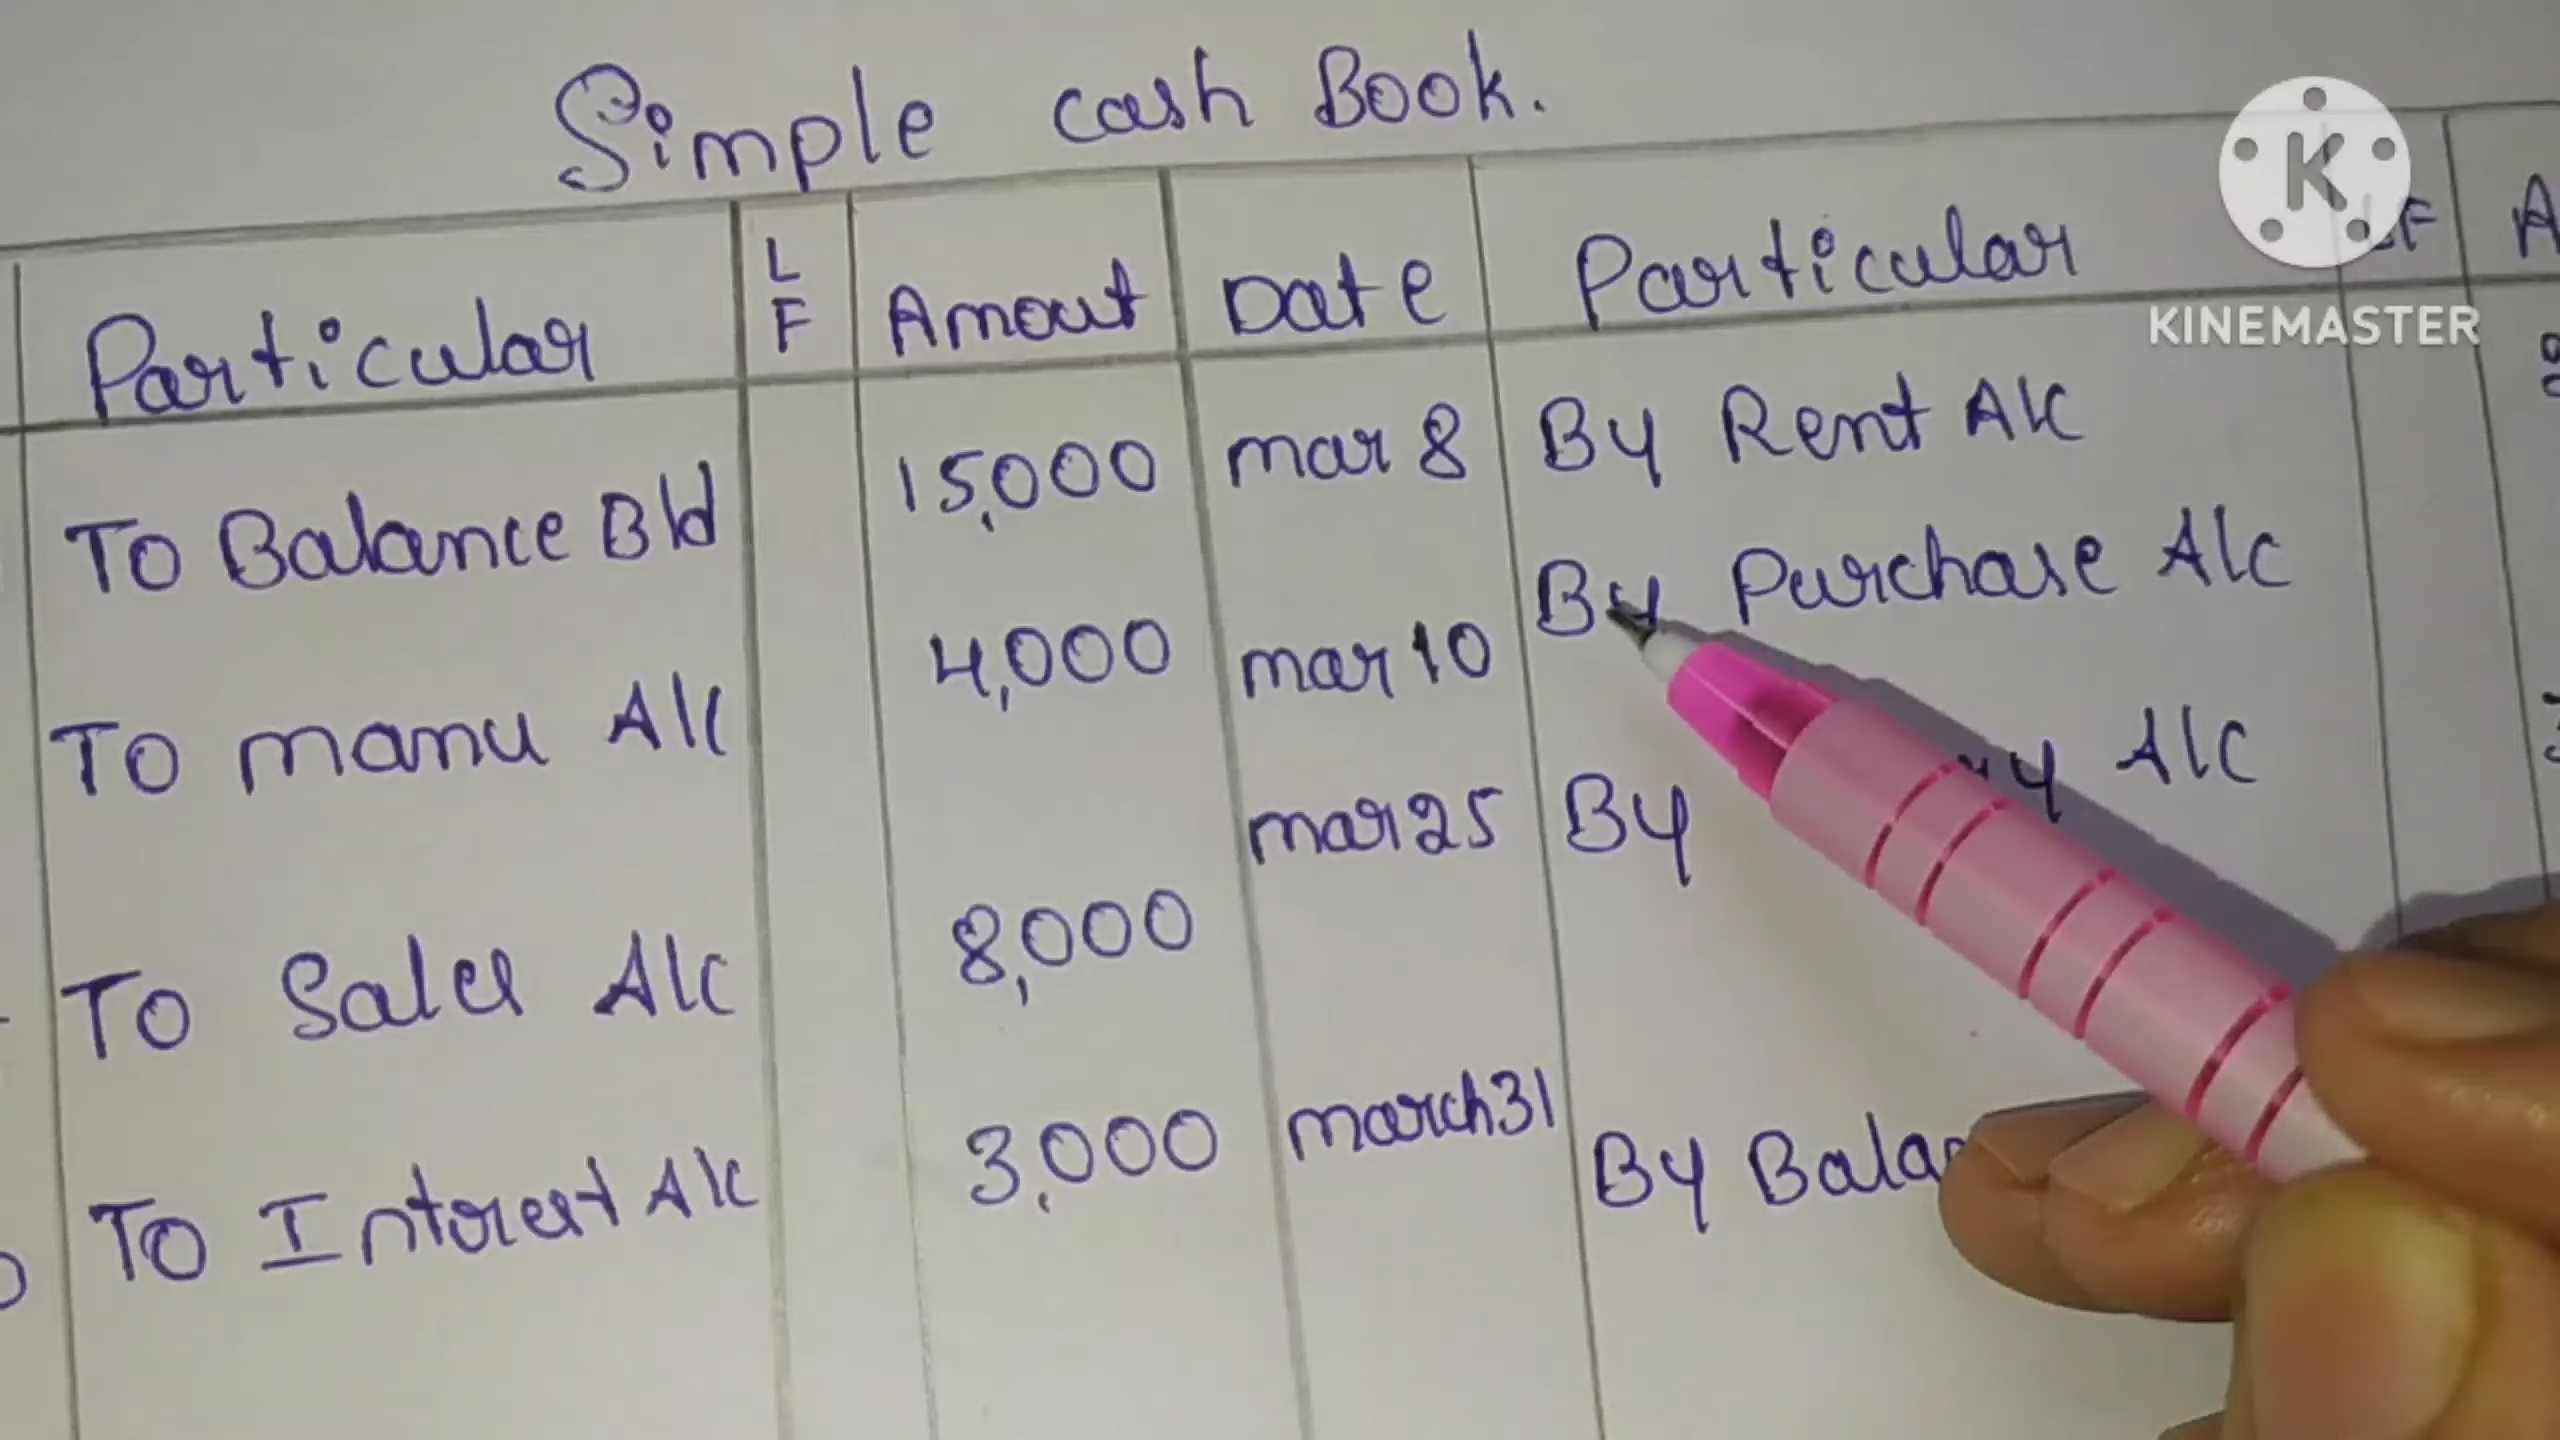 Simple cash Book.
Particular L F Amout Date Particular LF
To Balance B/d 15,000 mar 8 By Rent A/c
To manu A/c 4,000 mar 10 By Purchase A/c
mar 25 By A/c
To Sales A/c 8,000
To Interest A/c 3,000 march 31 By
KINEMASTER